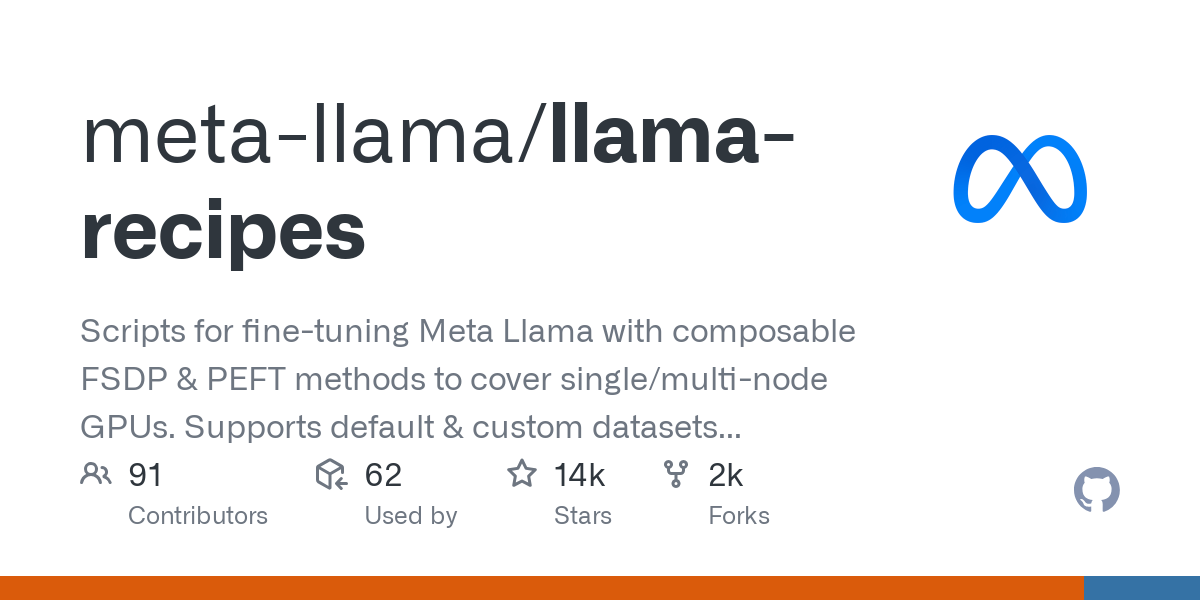 meta-llama/llama-
recipes
Scripts for fine-tuning Meta Llama with composable
FSDP & PEFT methods to cover single/multi-node
GPUs. Supports default & custom datasets...
91 62 14k 2k
Contributors Used by Stars Forks